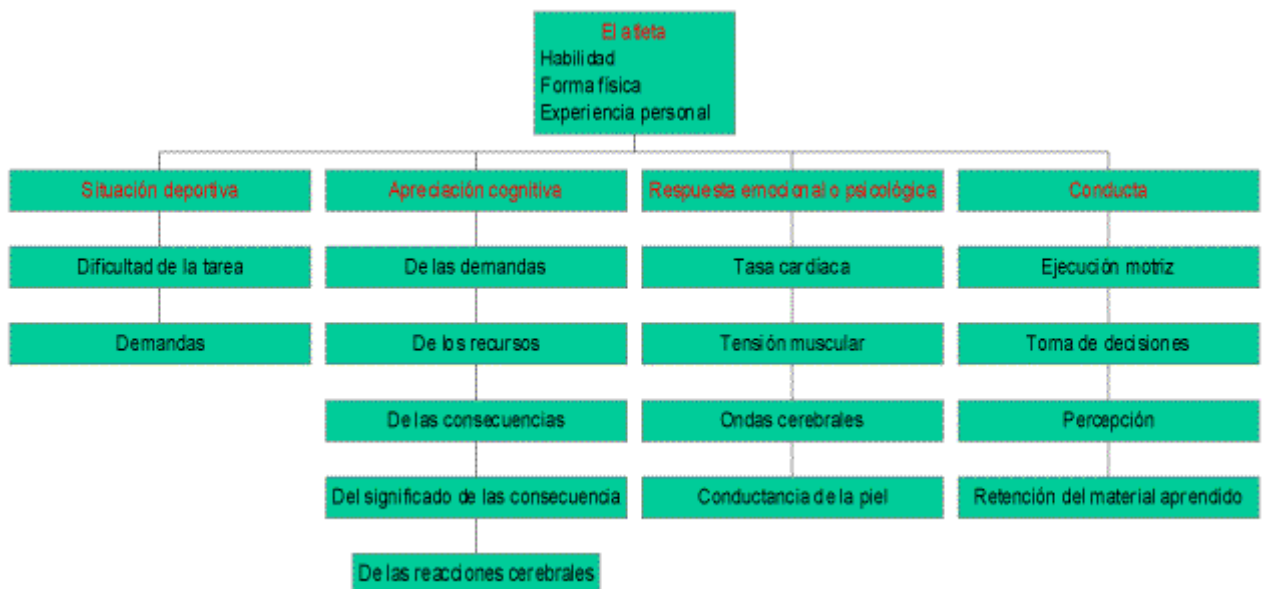 El atleta
Habilidad
Forma física
Experiencia personal
Situación deportiva
Apreciación cognitiva
Respuesta emocional o psicológica
Conducta
Dificultad de la tarea
De las demandas
Tasa cardíaca
Ejecución motriz
Demandas
De los recursos
Tensión muscular
Toma de decisiones
De las consecuencias
Ondas cerebrales
Percepción
Del significado de las consecuencia
Conductancia de la piel
Retención del material aprendido
De las reacciones cerebrales